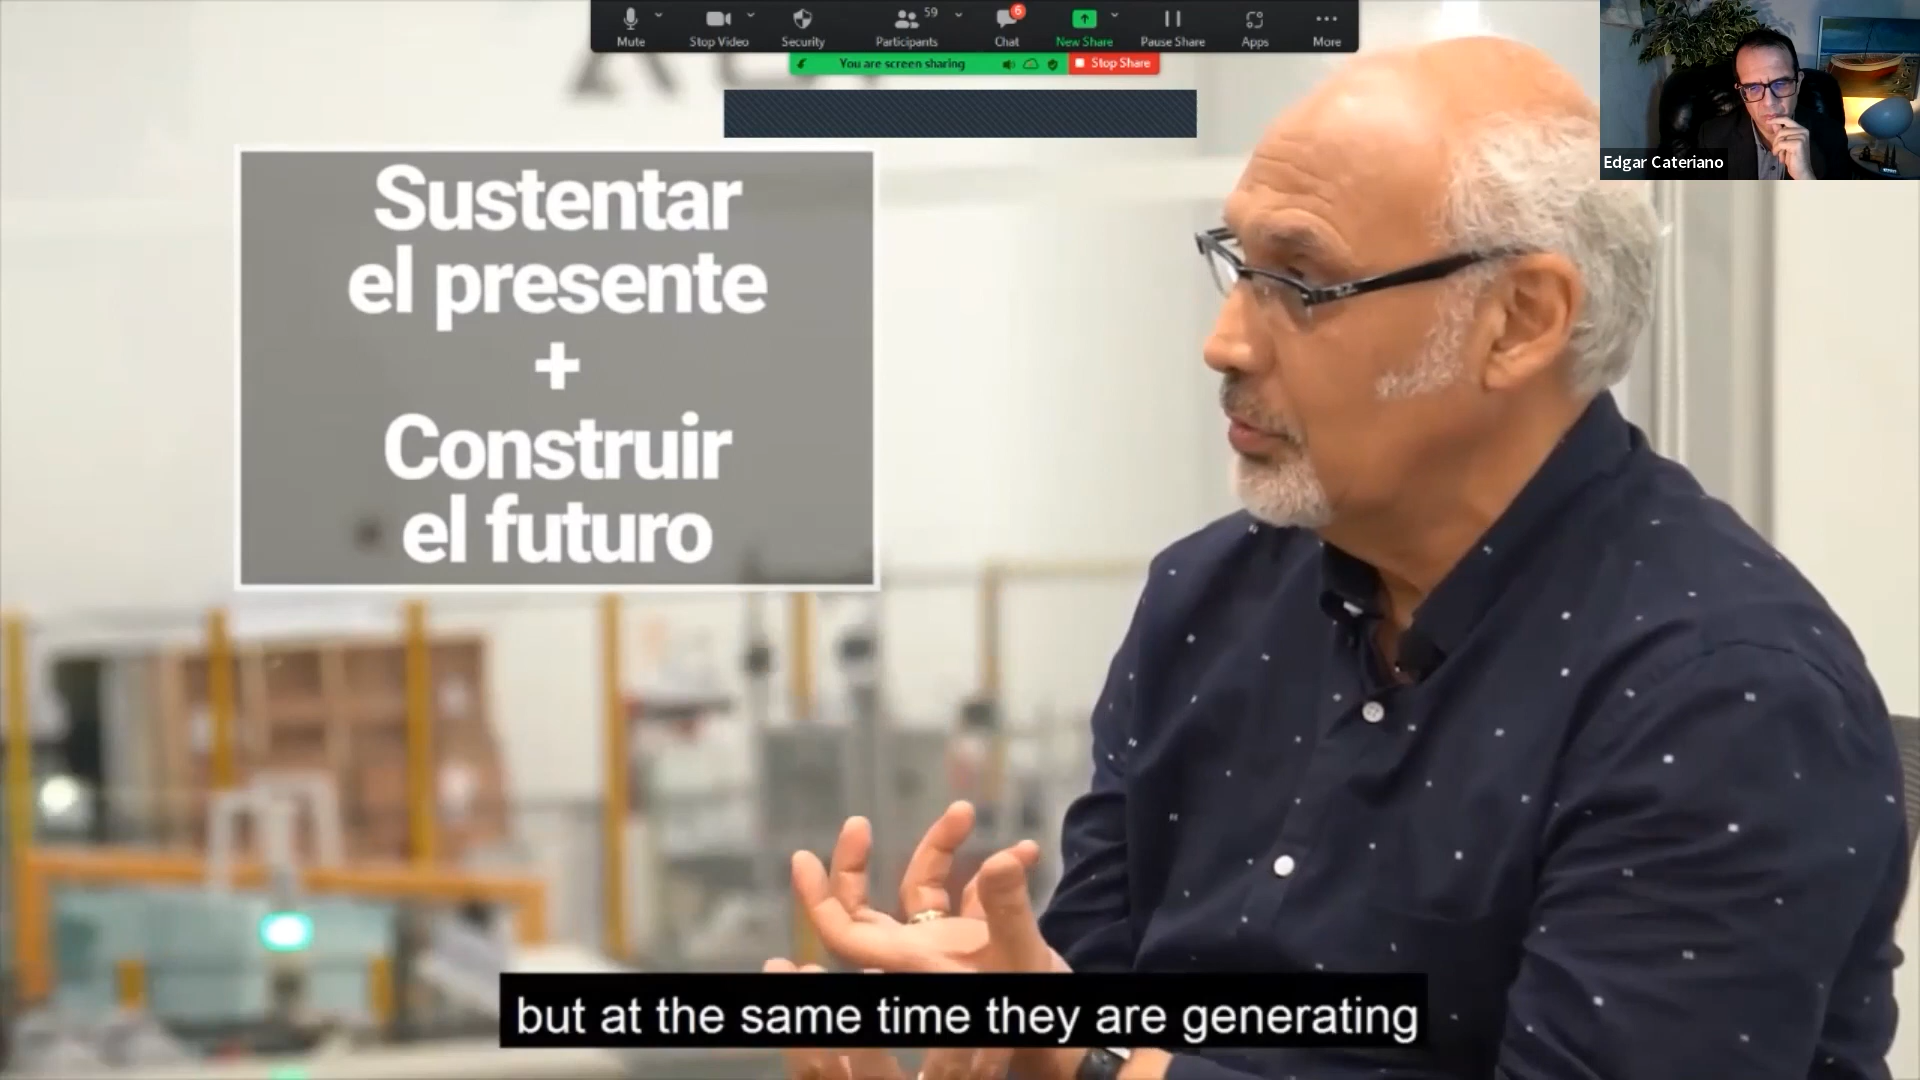 59
6
Mute
Stop Video
Security
Participants
Chat
New Share
Pause Share
Apps
More
You are screen sharing
Stop Share
Edgar Cateriano
Sustentar
el presente
+
Construir
el futuro
but at the same time they are generating